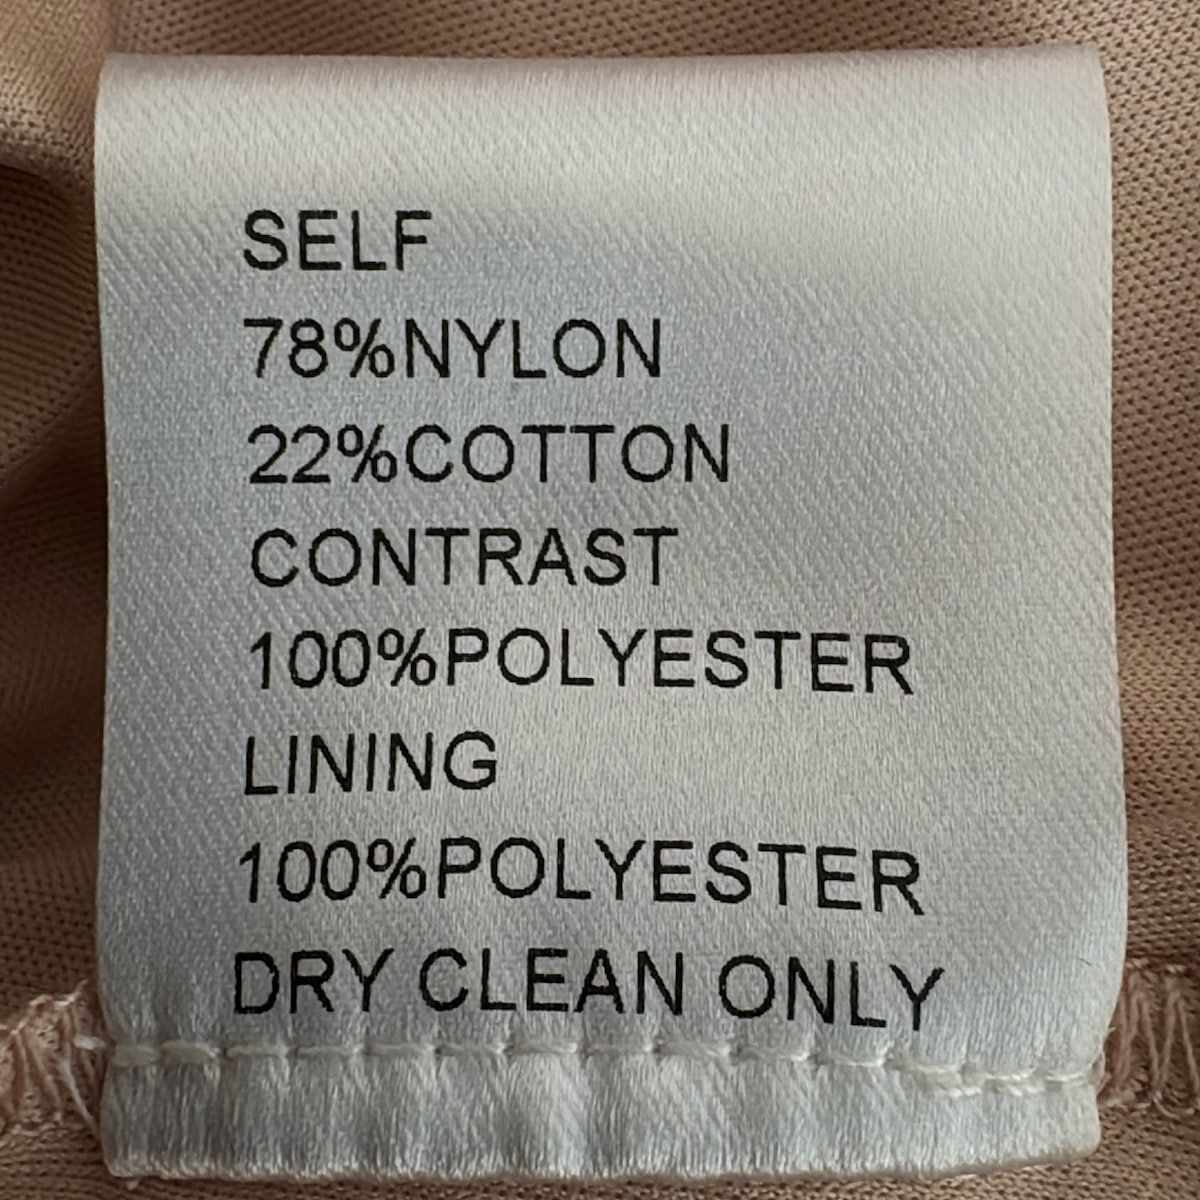 SELF
78%NYLON
22%COTTON
CONTRAST
100%POLYESTER
LINING
100%POLYESTER
DRY CLEAN ONLY